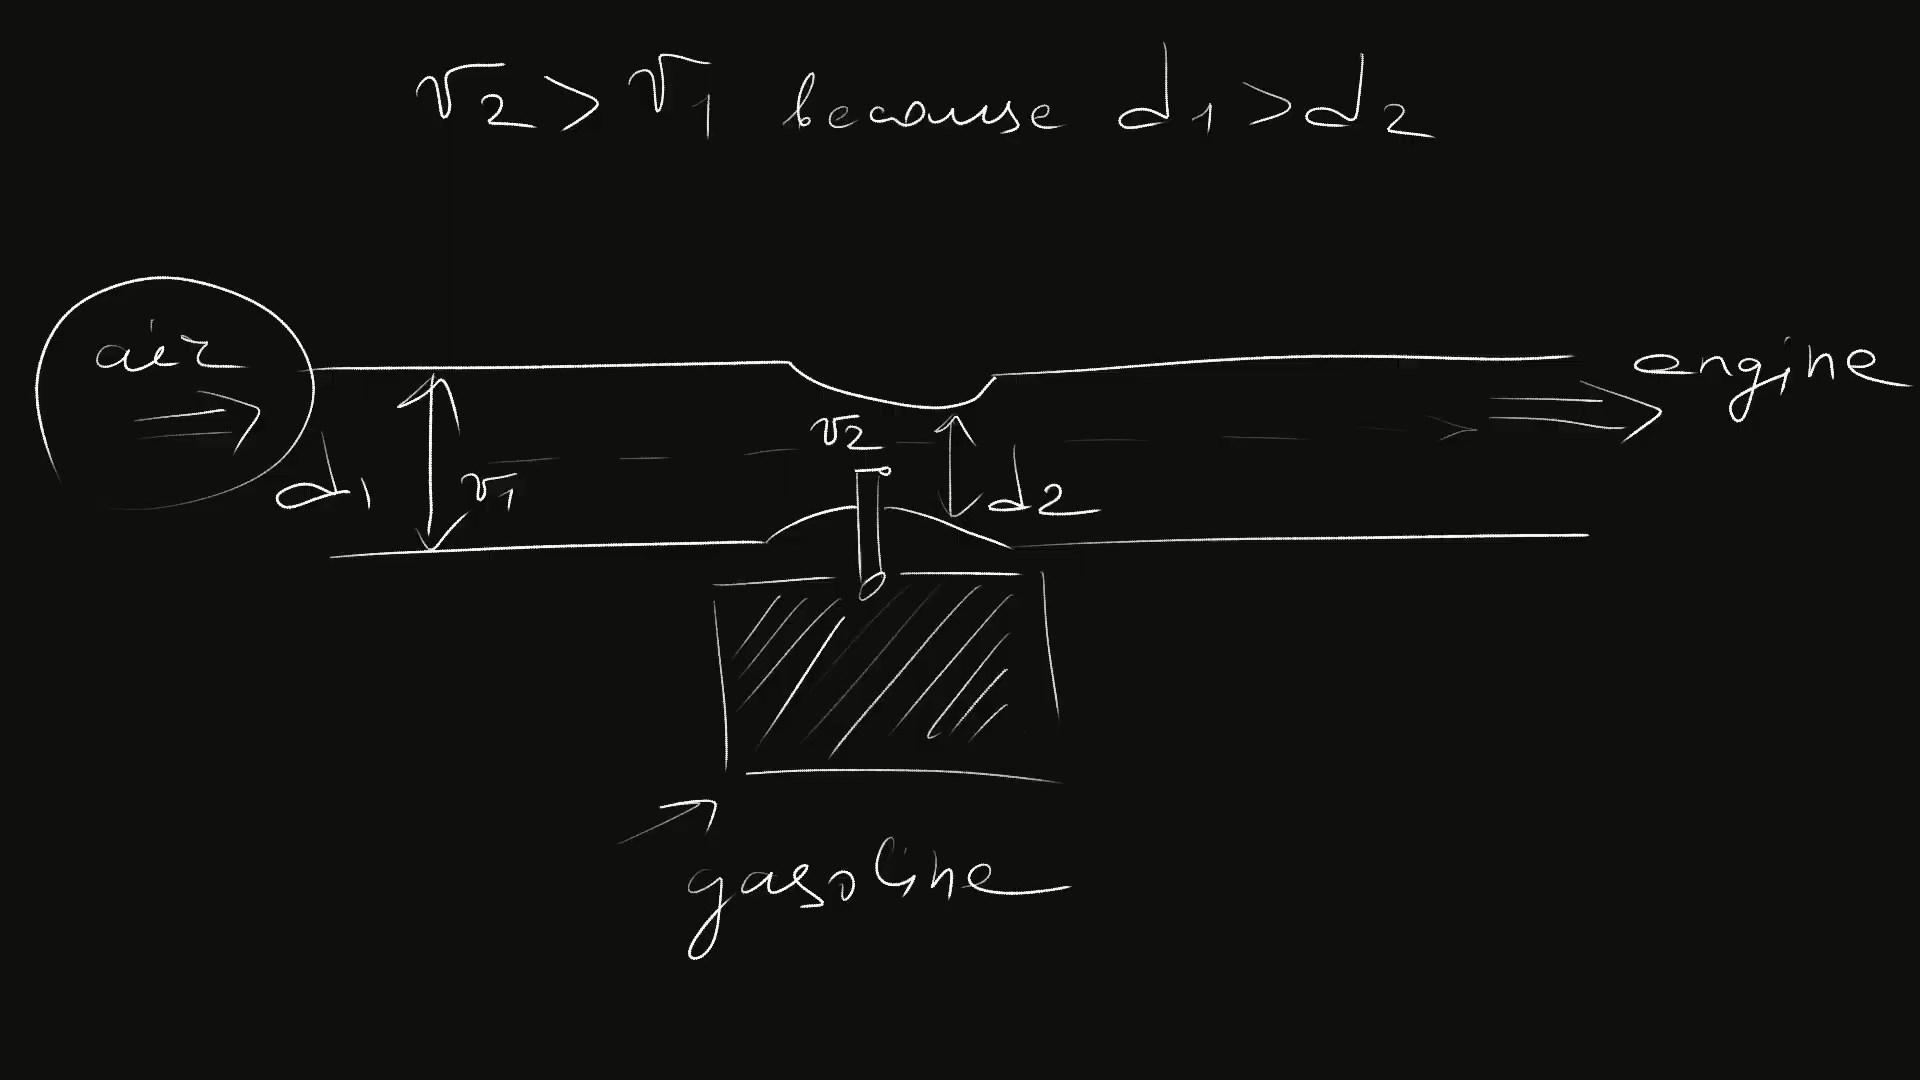 v2 > v1 because d1 > d2
air
engine
v2
d1
v1
d2
gasoline